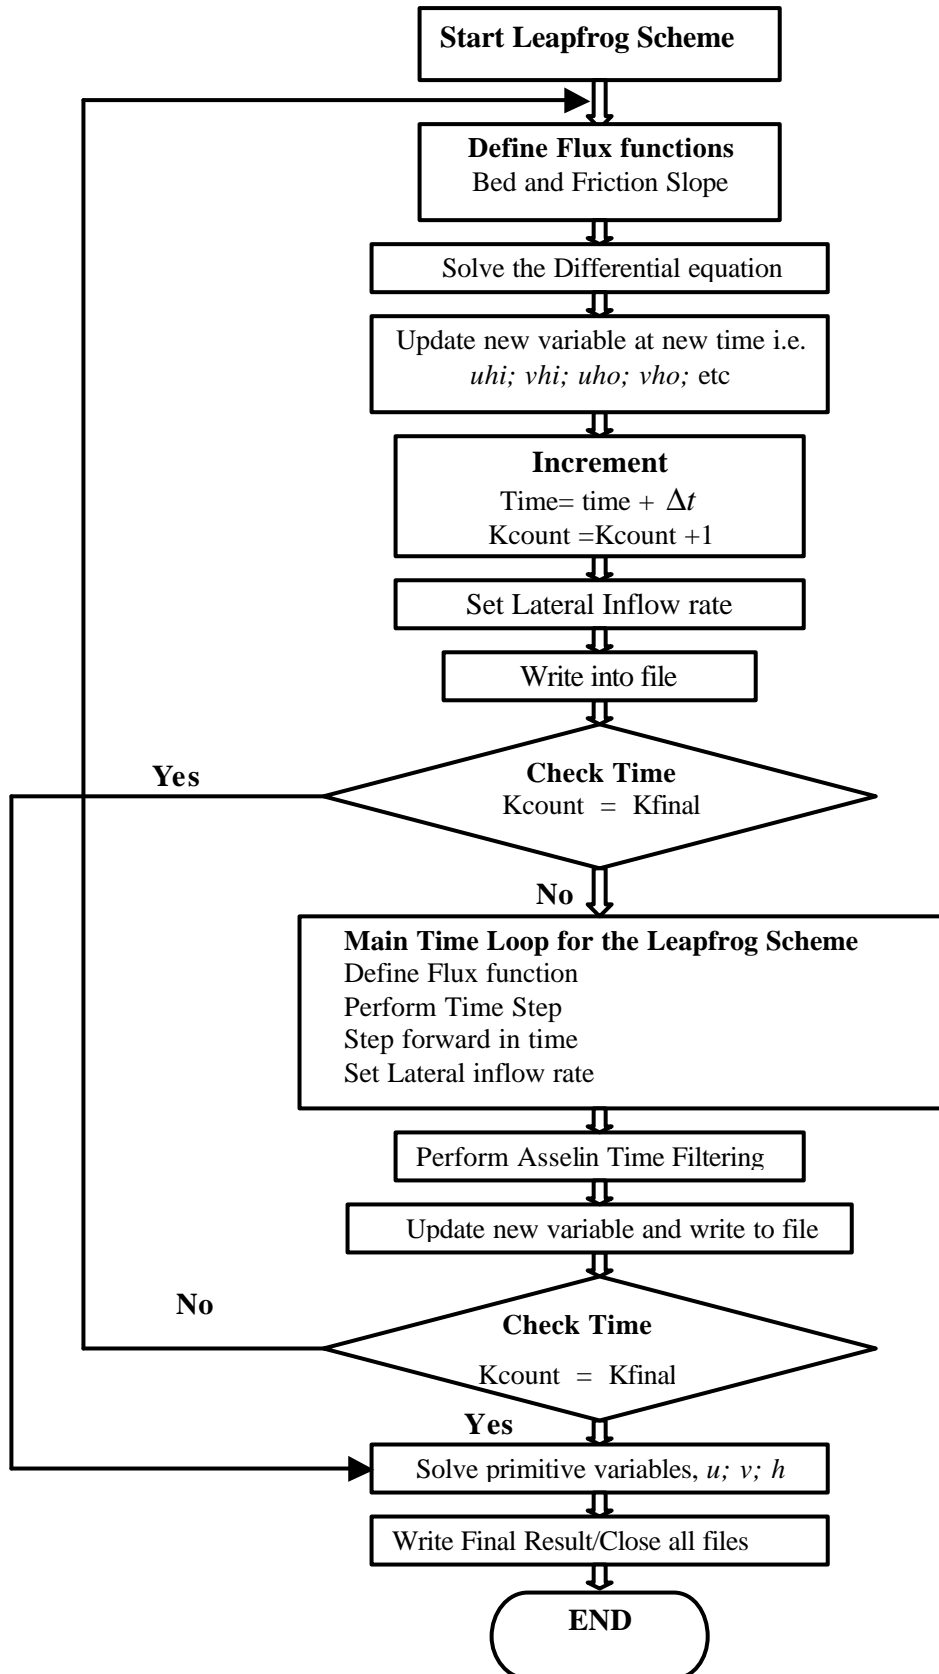 Start Leapfrog Scheme
Define Flux functions
Bed and Friction Slope
Solve the Differential equation
Update new variable at new time i.e.
uhi; vhi; uho; vho; etc
Increment
Time= time + Δt
Kcount =Kcount +1
Set Lateral Inflow rate
Write into file
Yes
Check Time
Kcount = Kfinal
No
Main Time Loop for the Leapfrog Scheme
Define Flux function
Perform Time Step
Step forward in time
Set Lateral inflow rate
Perform Asselin Time Filtering
Update new variable and write to file
No
Check Time
Kcount = Kfinal
Yes
Solve primitive variables, u; v; h
Write Final Result/Close all files
END